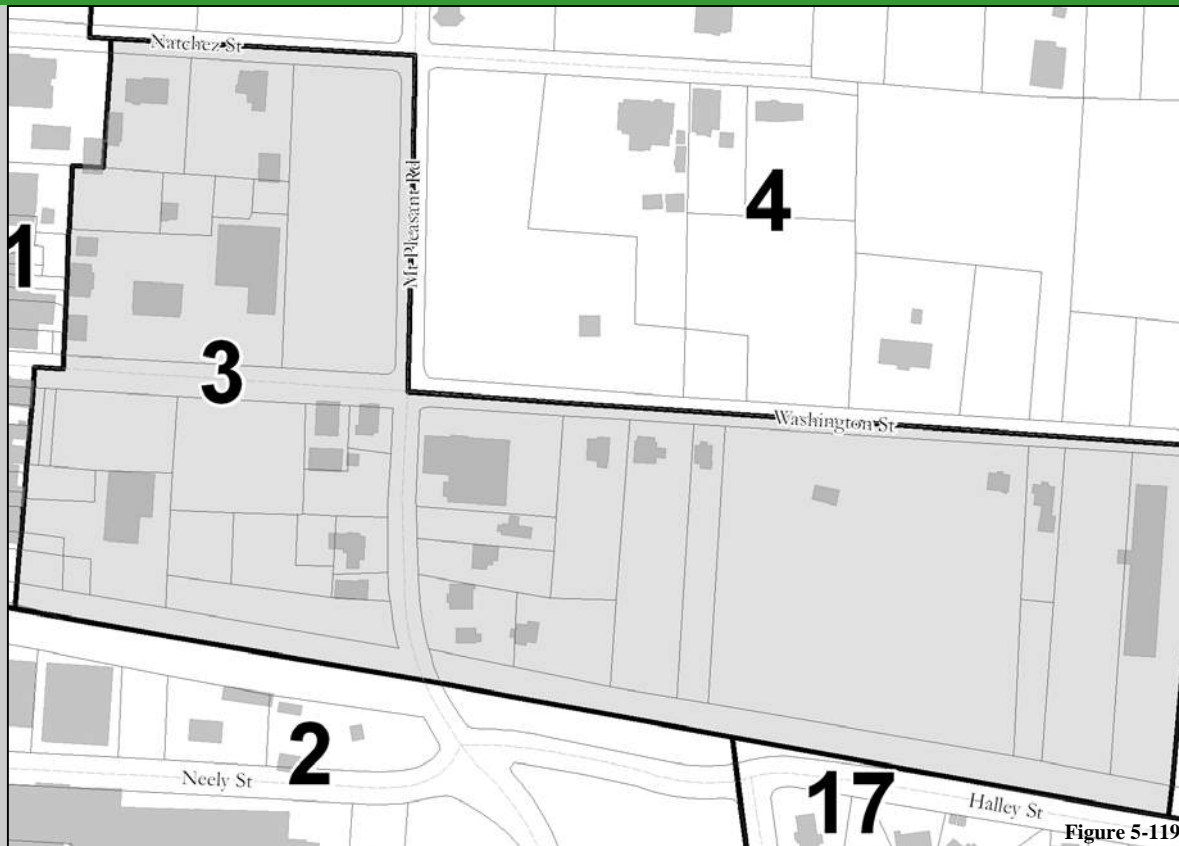 Natchez St
Mt Pleasant Rd
4
1
3
Washington St
2
Neely St
17
Halley St
Figure 5-119